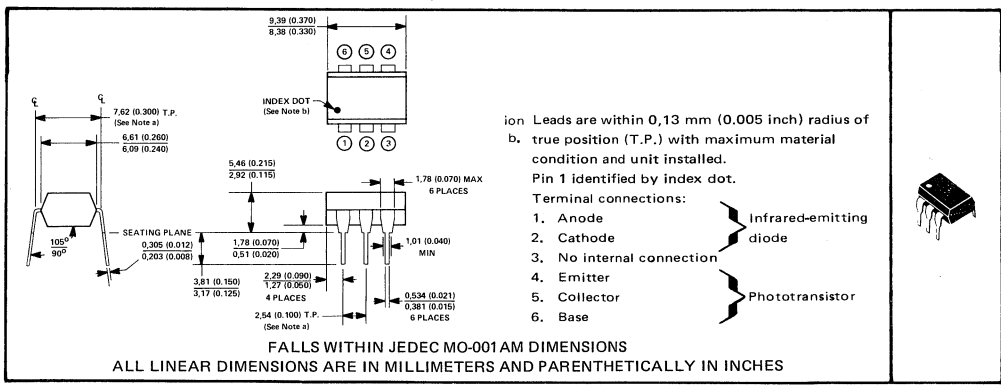 9,39 (0.370)
8,38 (0.330)
⑥ ⑤ ④
INDEX DOT
(See Note b)
① ② ③
℄ ℄
7,62 (0.300) T.P.
(See Note a)
6,61 (0.260)
6,09 (0.240)
105°
90°
SEATING PLANE
0,305 (0.012)
0,203 (0.008)
5,46 (0.215)
2,92 (0.115)
1,78 (0.070) MAX
6 PLACES
1,78 (0.070)
0,51 (0.020)
1,01 (0.040)
MIN
3,81 (0.150)
3,17 (0.125)
2,29 (0.090)
1,27 (0.050)
4 PLACES
0,534 (0.021)
0,381 (0.015)
6 PLACES
2,54 (0.100) T.P.
(See Note a)
ion Leads are within 0,13 mm (0.005 inch) radius of
b. true position (T.P.) with maximum material
condition and unit installed.
Pin 1 identified by index dot.
Terminal connections:
1. Anode
2. Cathode
Infrared-emitting
diode
3. No internal connection
4. Emitter
5. Collector
6. Base
Phototransistor
FALLS WITHIN JEDEC MO-001AM DIMENSIONS
ALL LINEAR DIMENSIONS ARE IN MILLIMETERS AND PARENTHETICALLY IN INCHES